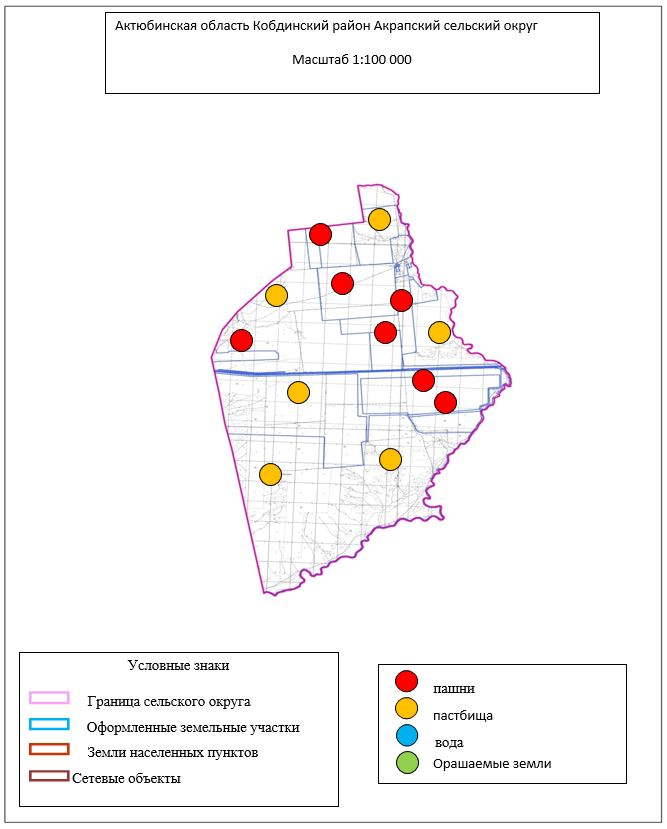 Актюбинская область Кобдинский район Акрапский сельский округ
Масштаб 1:100 000
Условные знаки
Граница сельского округа
Оформленные земельные участки
Земли населенных пунктов
Сетевые объекты
пашни
пастбища
вода
Орашаемые земли